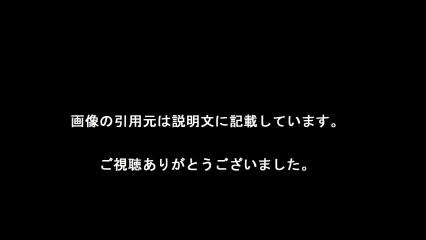 画像の引用元は説明文に記載しています。
ご視聴ありがとうございました。